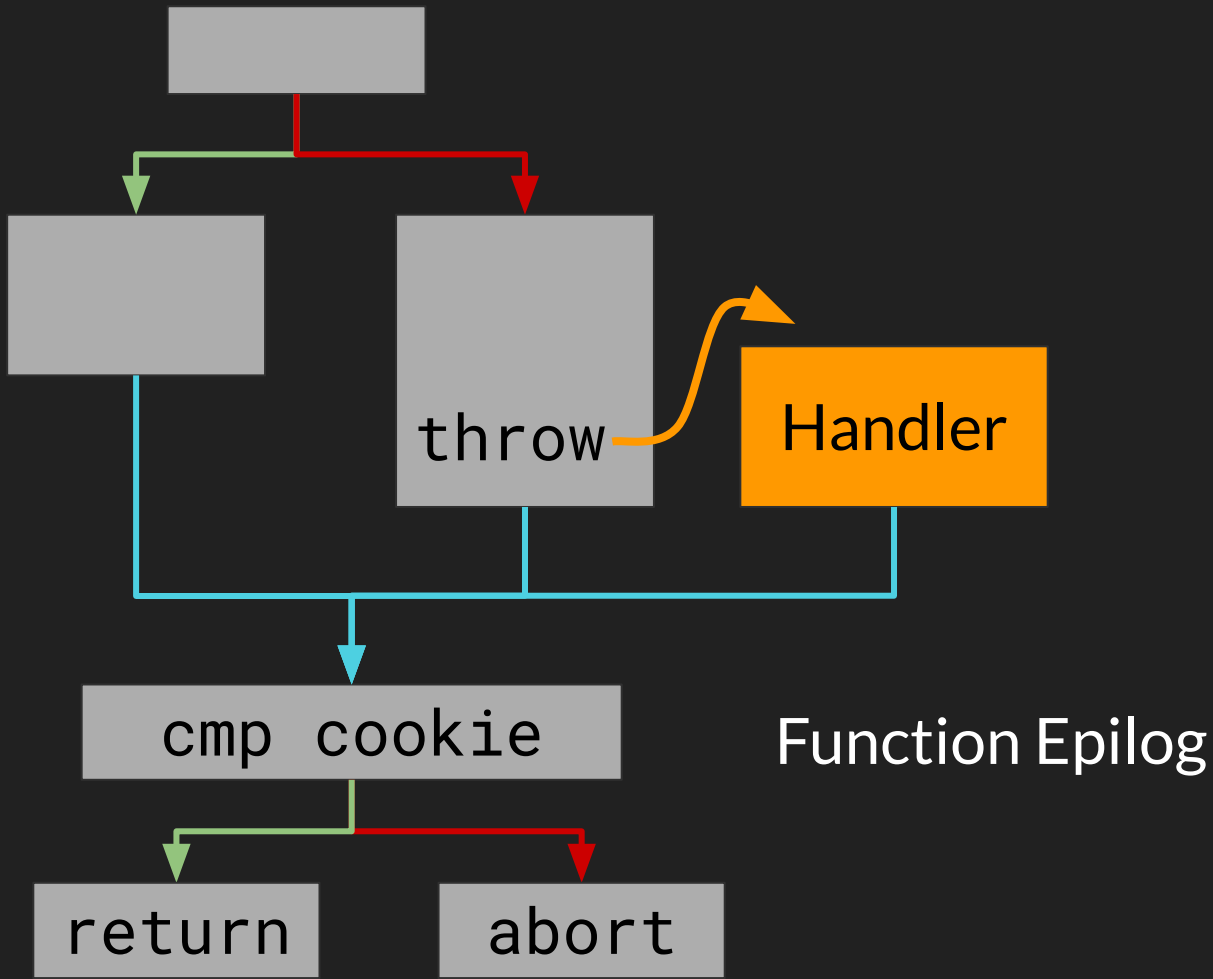 throw
Handler
cmp cookie
Function Epilog
return
abort